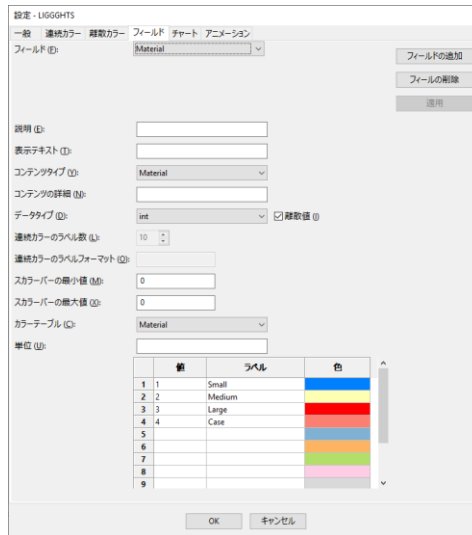 設定 - LIGGGHTS
一般 連続カラー 離散カラー フィールド チャート アニメーション
フィールド(F): Material
フィールドの追加
フィールの削除
適用
説明(E):
表示テキスト(T):
コンテンツタイプ(Y): Material
コンテンツの詳細(N):
データタイプ(D): int 離散値(I)
連続カラーのラベル数(L): 10
連続カラーのラベルフォーマット(O):
スカラーバーの最小値(M): 0
スカラーバーの最大値(X): 0
カラーテーブル(C): Material
単位(U):
値 ラベル 色
1 1 Small
2 2 Medium
3 3 Large
4 4 Case
5
6
7
8
9
OK キャンセル